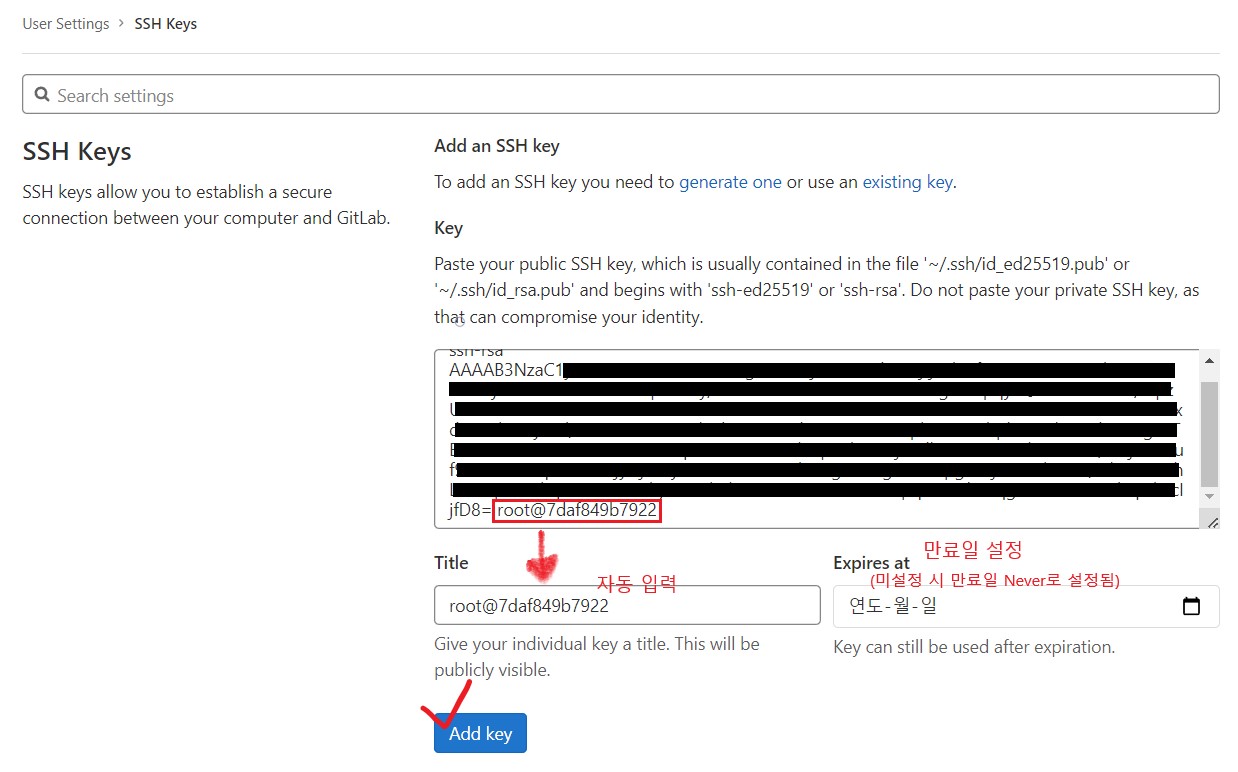 User Settings > SSH Keys
Search settings
SSH Keys
SSH keys allow you to establish a secure
connection between your computer and GitLab.
Add an SSH key
To add an SSH key you need to generate one or use an existing key.
Key
Paste your public SSH key, which is usually contained in the file '~/.ssh/id_ed25519.pub' or
'~/.ssh/id_rsa.pub' and begins with 'ssh-ed25519' or 'ssh-rsa'. Do not paste your private SSH key, as
that can compromise your identity.
ssh-rsa
AAAAB3NzaC1
jfD8= root@7daf849b7922
Title
자동 입력
root@7daf849b7922
Give your individual key a title. This will be
publicly visible.
만료일 설정
Expires at
(미설정 시 만료일 Never로 설정됨)
연도-월-일
Key can still be used after expiration.
Add key